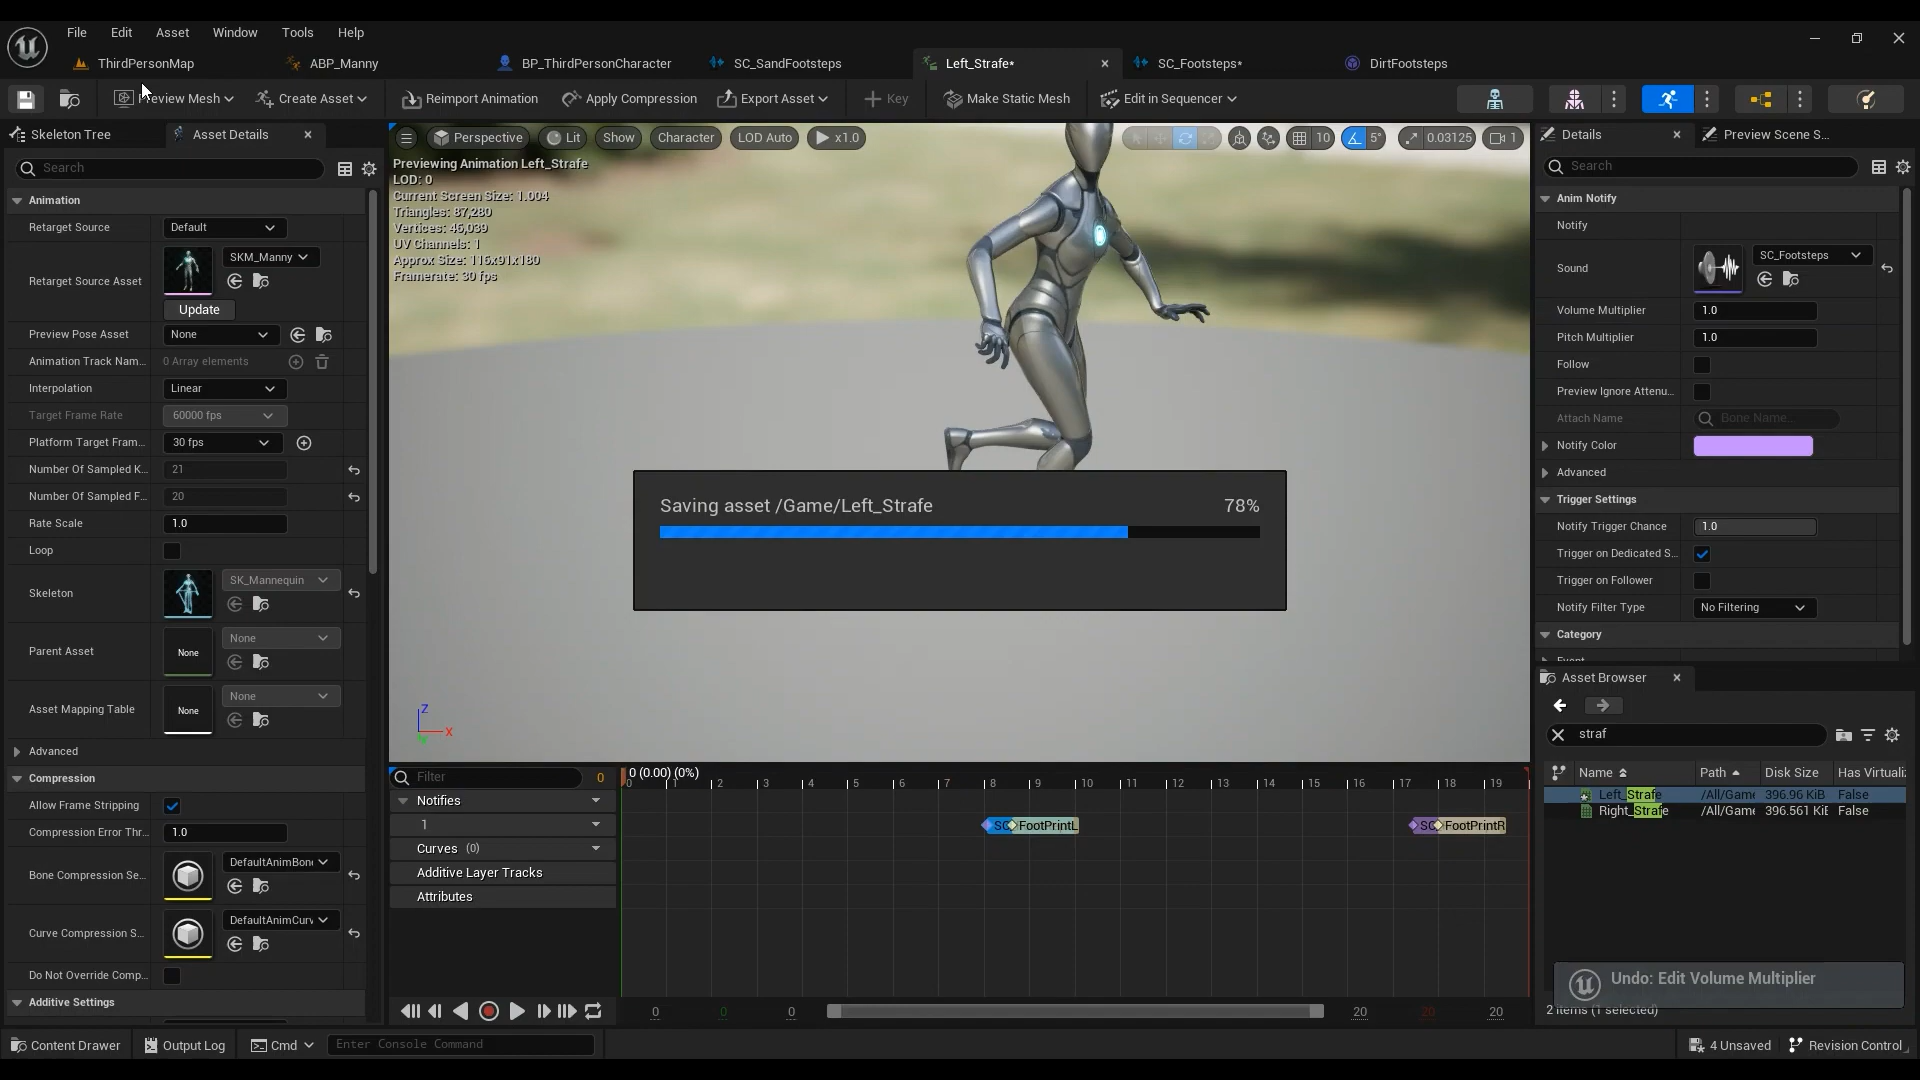 File Edit Asset Window Tools Help
ThirdPersonMap ABP_Manny BP_ThirdPersonCharacter SC_SandFootsteps Left_Strafe* SC_Footsteps* DirtFootsteps
Preview Mesh Create Asset Reimport Animation Apply Compression Export Asset Key Make Static Mesh Edit in Sequencer
Skeleton Tree Asset Details
Search
Animation
Retarget Source Default
Retarget Source Asset SKM_Manny
Update
Preview Pose Asset None
Animation Track Nam... 0 Array elements
Interpolation Linear
Target Frame Rate 60000 fps
Platform Target Fram... 30 fps
Number Of Sampled K... 21
Number Of Sampled F... 20
Rate Scale 1.0
Loop
Skeleton SK_Mannequin
Parent Asset None None
Asset Mapping Table None None
Advanced
Compression
Allow Frame Stripping
Compression Error Thr... 1.0
Bone Compression Se... DefaultAnimBone
Curve Compression S... DefaultAnimCurv
Do Not Override Comp...
Additive Settings
Perspective Lit Show Character LOD Auto x1.0 10 5° 0.03125 1
Previewing Animation Left_Strafe
LOD: 0
Current Screen Size: 1.004
Triangles: 87,280
Vertices: 46,039
UV Channels: 1
Approx Size: 116x91x180
Framerate: 30 fps
Saving asset /Game/Left_Strafe 78%
Z
X
Filter 0
0 (0.00) (0%)
0 1 2 3 4 5 6 7 8 9 10 11 12 13 14 15 16 17 18 19
Notifies
1 SC FootPrintL SC FootPrintR
Curves (0)
Additive Layer Tracks
Attributes
0 0 0 20 20 20
Details Preview Scene S...
Search
Anim Notify
Notify
Sound SC_Footsteps
Volume Multiplier 1.0
Pitch Multiplier 1.0
Follow
Preview Ignore Attenu...
Attach Name Bone Name...
Notify Color
Advanced
Trigger Settings
Notify Trigger Chance 1.0
Trigger on Dedicated S...
Trigger on Follower
Notify Filter Type No Filtering
Category
Event
Asset Browser
straf
Name Path Disk Size Has Virtualiz
Left_Strafe /All/Game 396.96 KiB False
Right_Strafe /All/Game 396.561 KiB False
Undo: Edit Volume Multiplier
2 items (1 selected)
Content Drawer Output Log Cmd Enter Console Command 4 Unsaved Revision Control